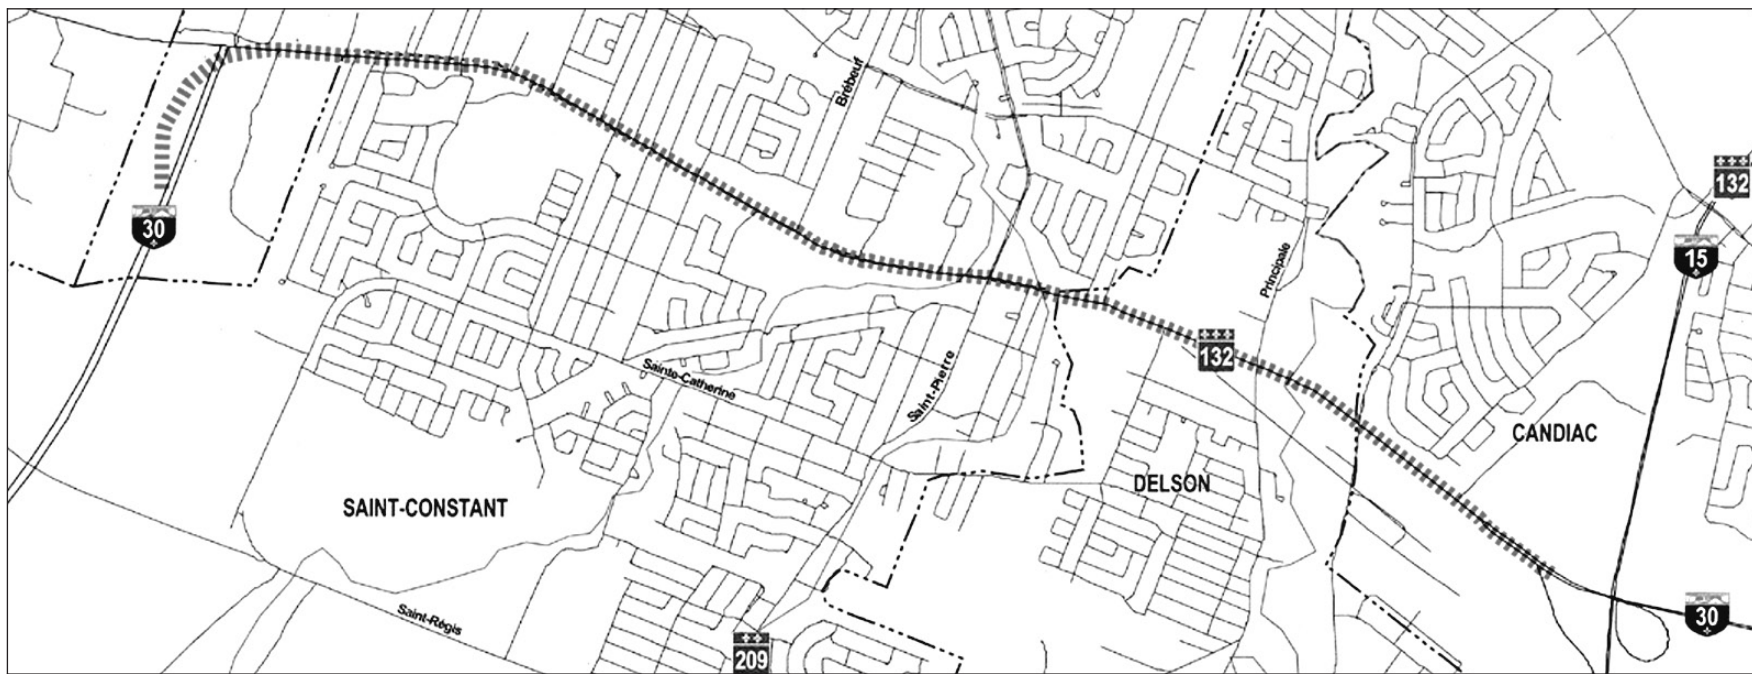 Brébeuf
132
30
15
Principale
132
Sainte-Catherine
Saint-Pierre
CANDIAC
DELSON
SAINT-CONSTANT
Saint-Régis
30
209